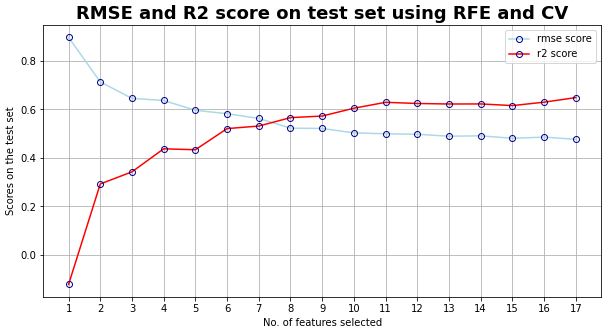 RMSE and R2 score on test set using RFE and CV
rmse score
r2 score
Scores on the test set
0.8
0.6
0.4
0.2
0.0
1 2 3 4 5 6 7 8 9 10 11 12 13 14 15 16 17
No. of features selected